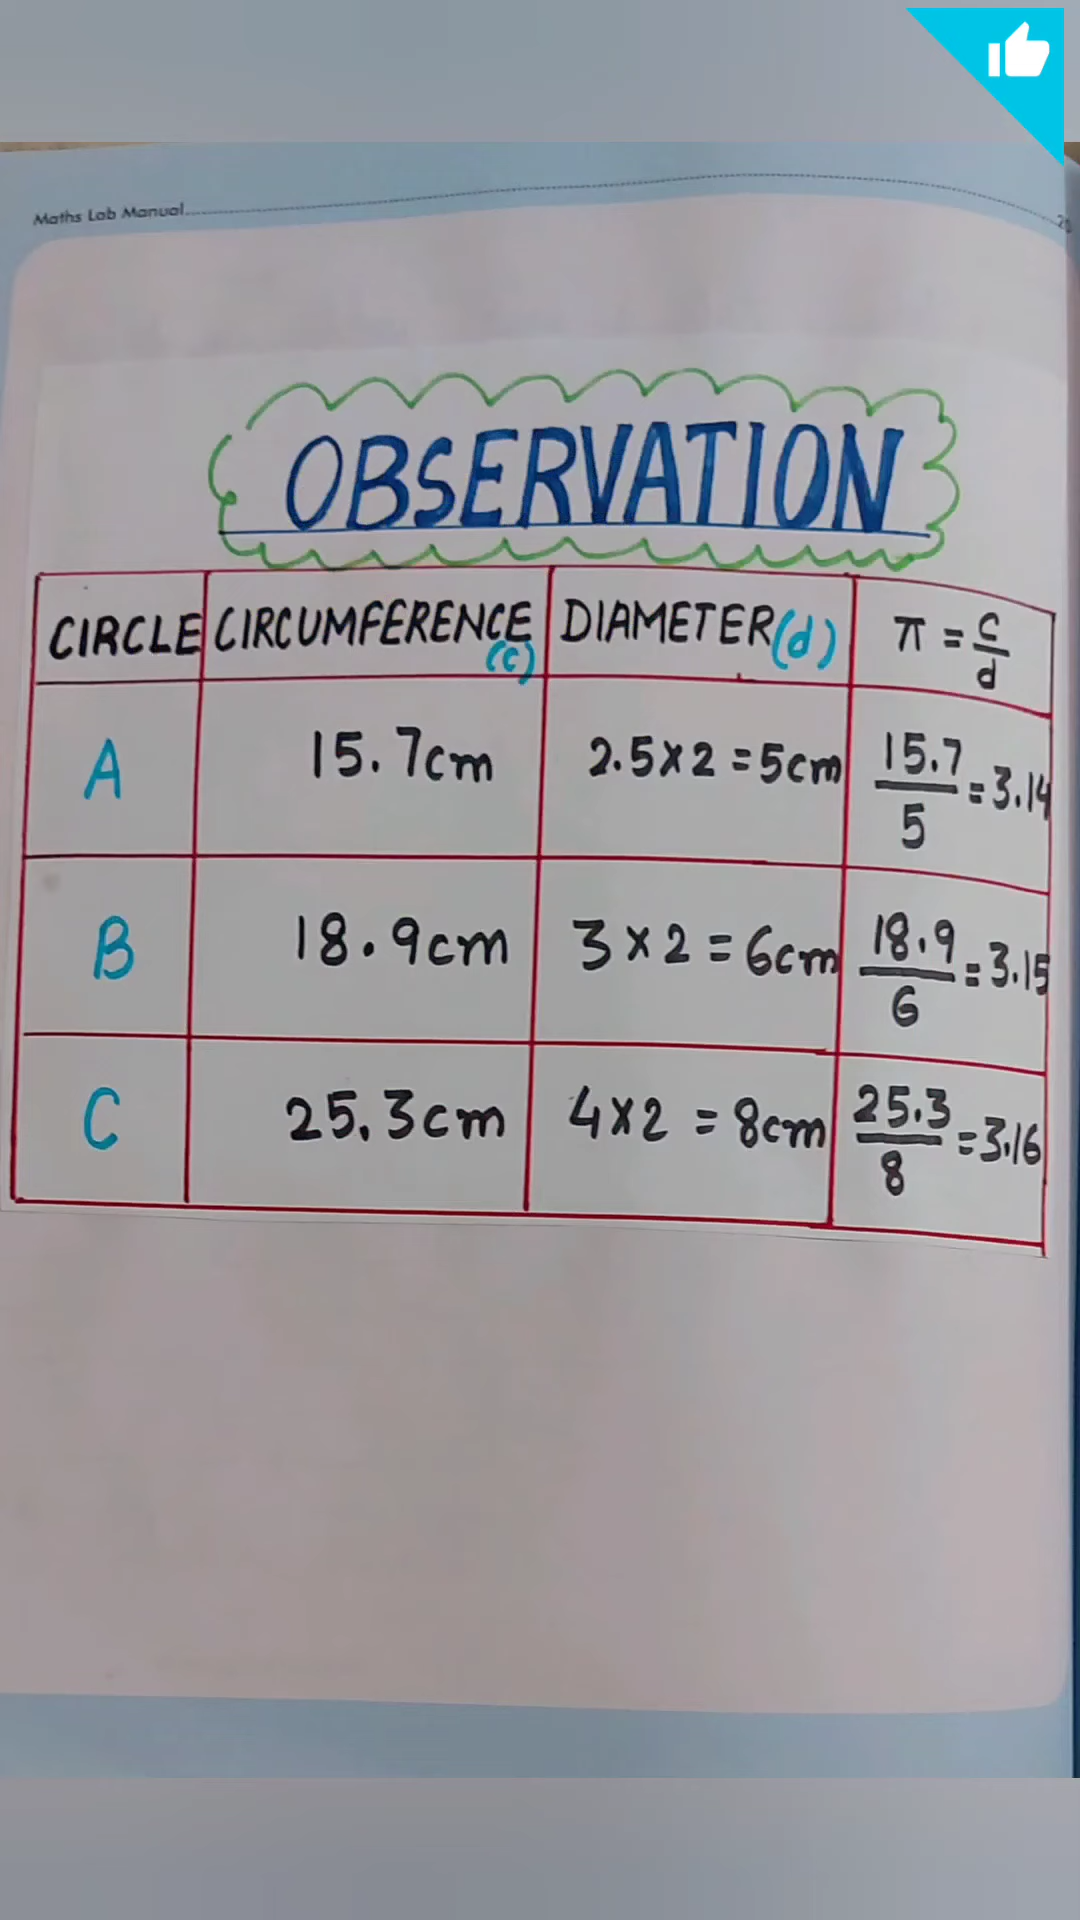 Maths Lab Manual
OBSERVATION
CIRCLE CIRCUMFERENCE (c) DIAMETER (d) π = c/d
A 15.7cm 2.5×2 = 5cm 15.7/5 = 3.14
B 18.9cm 3×2 = 6cm 18.9/6 = 3.15
C 25.3cm 4×2 = 8cm 25.3/8 = 3.16